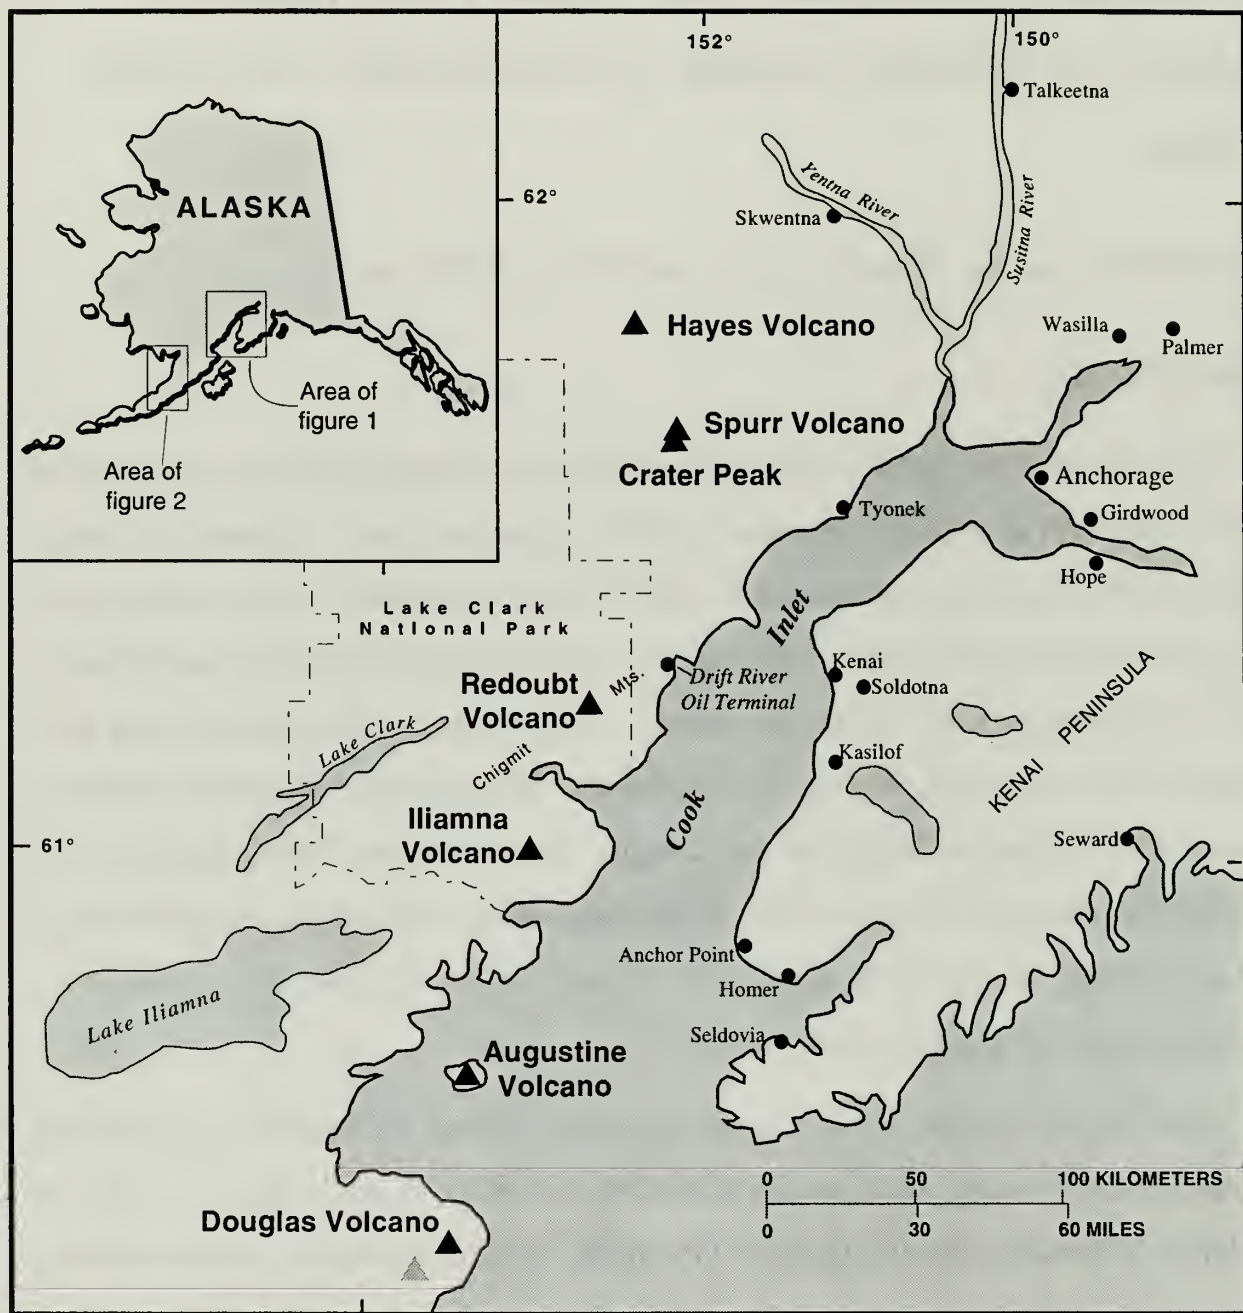 152°
150°
Talkeetna
Yentna River
Susitna River
Skwentna
ALASKA
62°
Hayes Volcano
Wasilla
Palmer
Area of
figure 1
Area of
figure 2
Spurr Volcano
Crater Peak
Anchorage
Tyonek
Girdwood
Hope
Lake Clark
National Park
Inlet
Kenai
Soldotna
Redoubt
Volcano
Mts.
Drift River
Oil Terminal
PENINSULA
Lake Clark
Chigmit
Kasilof
KENAI
Cook
Iliamna
Volcano
61°
Seward
Anchor Point
Homer
Lake Iliamna
Seldovia
Augustine
Volcano
0 50 100 KILOMETERS
0 30 60 MILES
Douglas Volcano